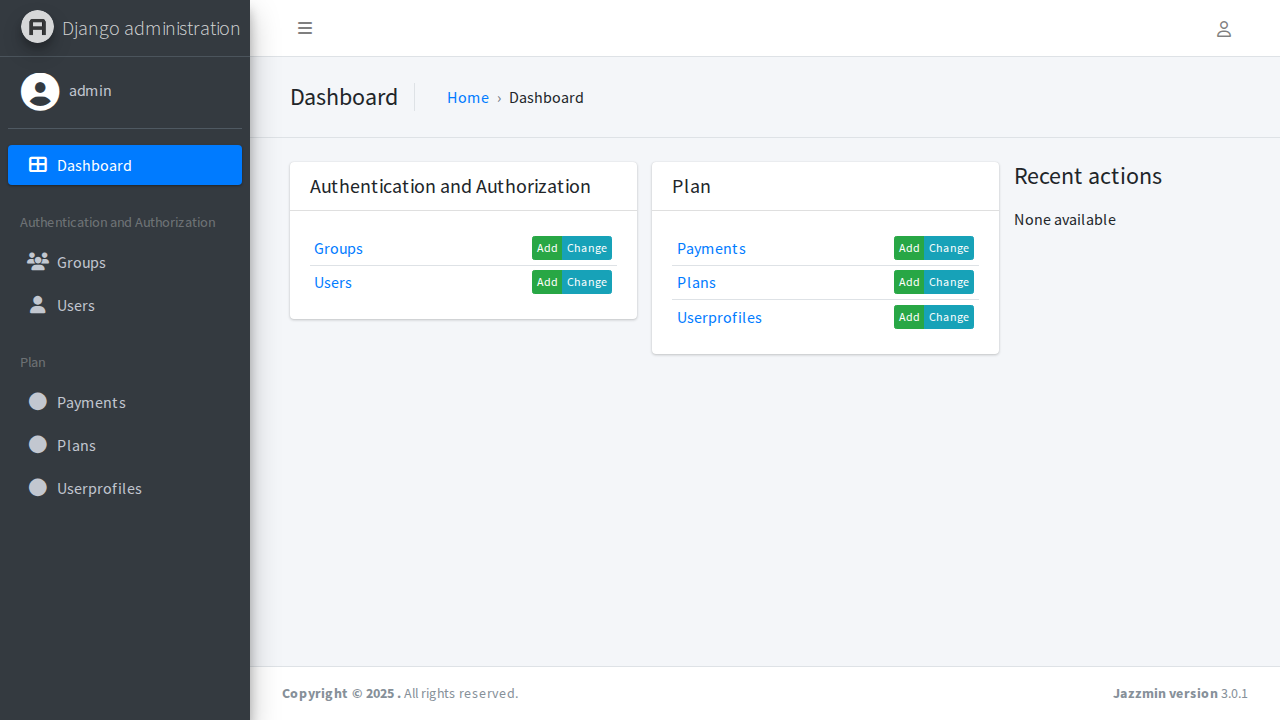 Django administration
admin
Dashboard
Authentication and Authorization
Groups
Users
Plan
Payments
Plans
Userprofiles
Dashboard
Home › Dashboard
Authentication and Authorization
Groups Add Change
Users Add Change
Plan
Payments Add Change
Plans Add Change
Userprofiles Add Change
Recent actions
None available
Copyright © 2025 . All rights reserved.
Jazzmin version 3.0.1